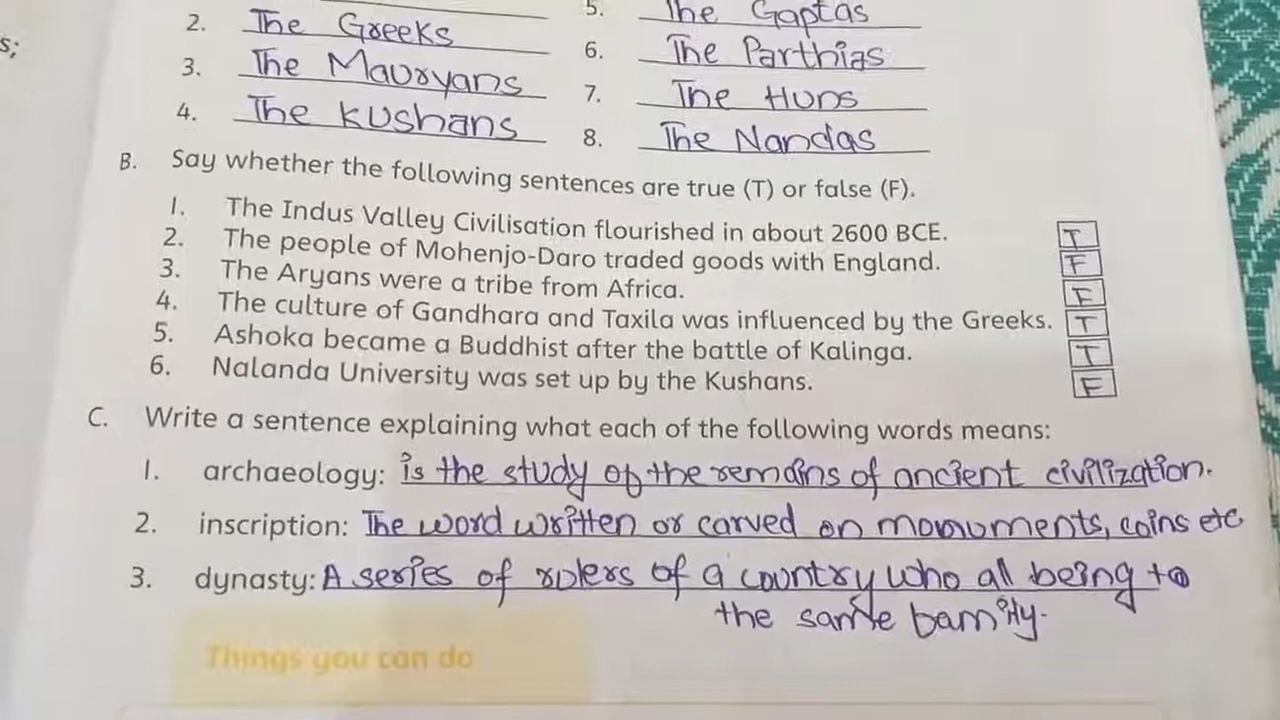 s;
2. The Greeks
3. The Mauryans
4. The Kushans
5. The Gaptas
6. The Parthias
7. The Huns
8. The Nandas
B. Say whether the following sentences are true (T) or false (F).
1. The Indus Valley Civilisation flourished in about 2600 BCE. T
2. The people of Mohenjo-Daro traded goods with England. F
3. The Aryans were a tribe from Africa. F
4. The culture of Gandhara and Taxila was influenced by the Greeks. T
5. Ashoka became a Buddhist after the battle of Kalinga. T
6. Nalanda University was set up by the Kushans. F
C. Write a sentence explaining what each of the following words means:
1. archaeology: is the study of the remains of ancient civilization.
2. inscription: The word written or carved on monuments, coins etc
3. dynasty: A series of rulers of a country who all being to
the same family.
Things you can do